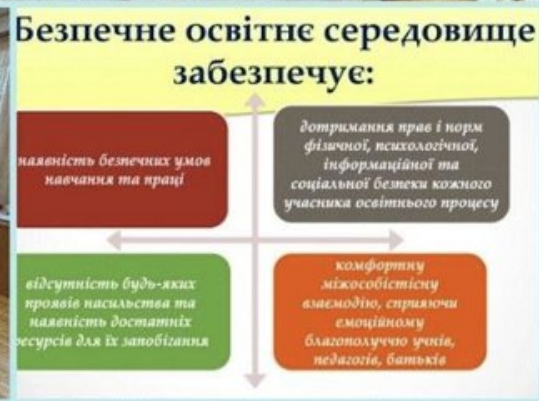 Безпечне освітнє середовище
забезпечує:
наявність безпечних умов
навчання та праці
дотримання прав і норм
фізичної, психологічної,
інформаційної та
соціальної безпеки кожного
учасника освітнього процесу
відсутність будь-яких
проявів насильства та
наявність достатніх
ресурсів для їх запобігання
комфортну
міжособістісну
взаємодію, сприяючи
емоційному
благополуччю учнів,
педагогів, батьків